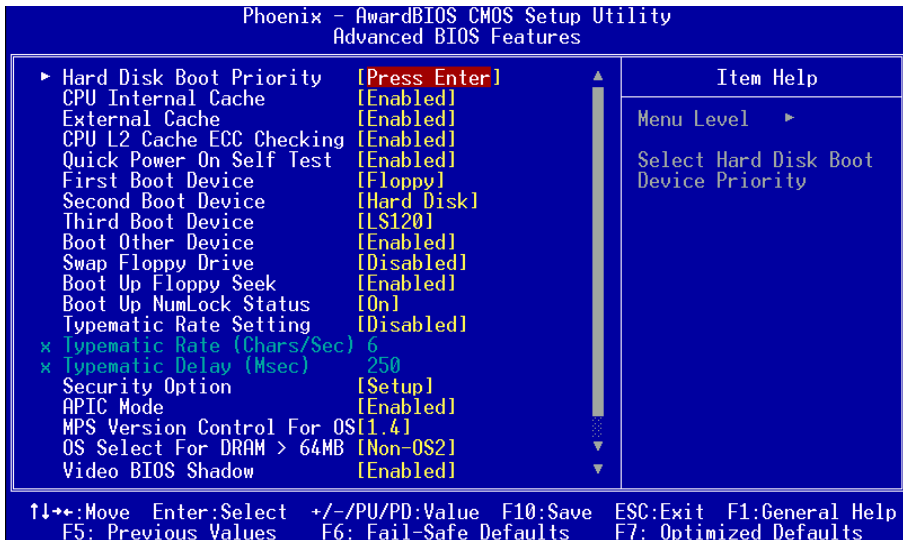 Phoenix - AwardBIOS CMOS Setup Utility
Advanced BIOS Features
► Hard Disk Boot Priority [Press Enter]
CPU Internal Cache [Enabled]
External Cache [Enabled]
CPU L2 Cache ECC Checking [Enabled]
Quick Power On Self Test [Enabled]
First Boot Device [Floppy]
Second Boot Device [Hard Disk]
Third Boot Device [LS120]
Boot Other Device [Enabled]
Swap Floppy Drive [Disabled]
Boot Up Floppy Seek [Enabled]
Boot Up NumLock Status [On]
Typematic Rate Setting [Disabled]
x Typematic Rate (Chars/Sec) 6
x Typematic Delay (Msec) 250
Security Option [Setup]
APIC Mode [Enabled]
MPS Version Control For OS[1.4]
OS Select For DRAM > 64MB [Non-OS2]
Video BIOS Shadow [Enabled]
Item Help
Menu Level ►
Select Hard Disk Boot
Device Priority
↑↓→←:Move Enter:Select +/-/PU/PD:Value F10:Save ESC:Exit F1:General Help
F5: Previous Values F6: Fail-Safe Defaults F7: Optimized Defaults